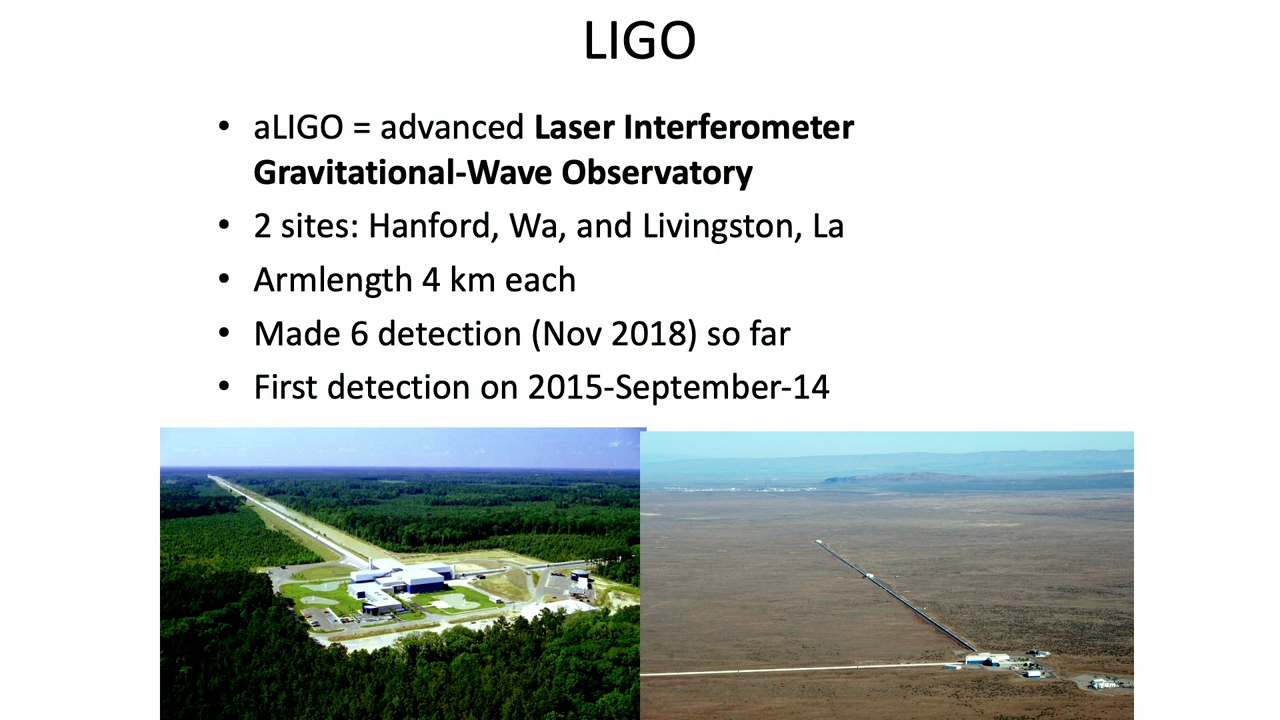 LIGO
• aLIGO = advanced Laser Interferometer
Gravitational-Wave Observatory
• 2 sites: Hanford, Wa, and Livingston, La
• Armlength 4 km each
• Made 6 detection (Nov 2018) so far
• First detection on 2015-September-14